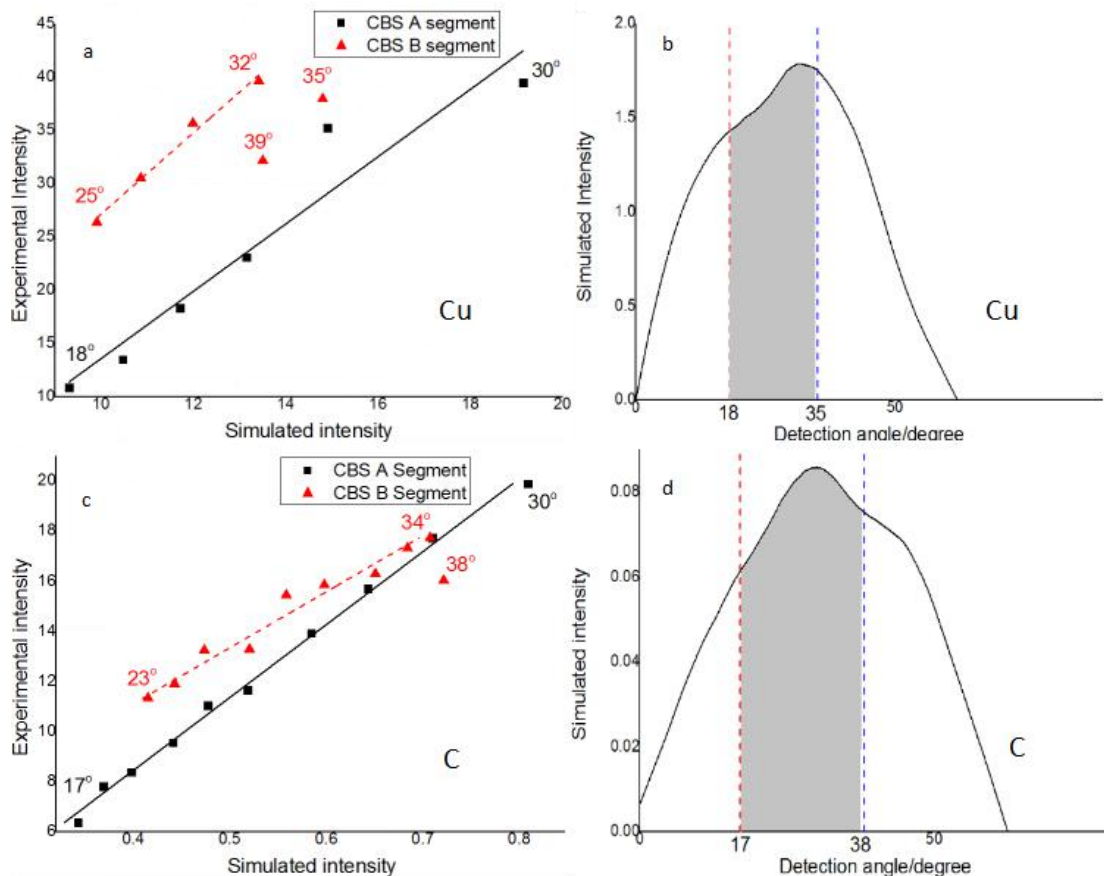 a
■ CBS A segment
▲ CBS B segment
45
40
35
30
25
20
15
10
32°
35°
30°
39°
25°
18°
Cu
10 12 14 16 18 20
Experimental Intensity
Simulated intensity
b
2.0
1.5
1.0
0.5
0.0
Cu
0 18 35 50
Simulated Intensity
Detection angle/degree
c
■ CBS A Segment
▲ CBS B Segment
20
18
16
14
12
10
8
6
34°
30°
38°
23°
17°
C
0.4 0.5 0.6 0.7 0.8
Experimental intensity
Simulated intensity
d
0.08
0.06
0.04
0.02
0.00
C
0 17 38 50
Simulated intensity
Detection angle/degree